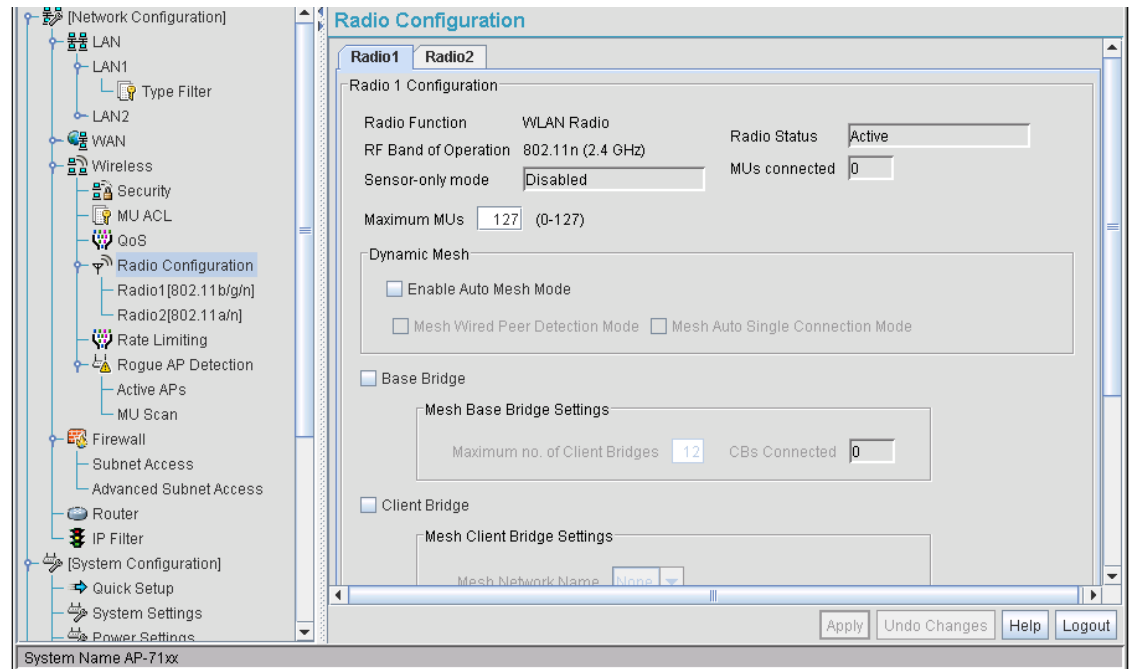 [Network Configuration]
LAN
LAN1
Type Filter
LAN2
WAN
Wireless
Security
MU ACL
QoS
Radio Configuration
Radio1[802.11b/g/n]
Radio2[802.11a/n]
Rate Limiting
Rogue AP Detection
Active APs
MU Scan
Firewall
Subnet Access
Advanced Subnet Access
Router
IP Filter
[System Configuration]
Quick Setup
System Settings
Power Settings
Radio Configuration
Radio1 Radio2
Radio 1 Configuration
Radio Function WLAN Radio
RF Band of Operation 802.11n (2.4 GHz)
Sensor-only mode Disabled
Radio Status Active
MUs connected 0
Maximum MUs 127 (0-127)
Dynamic Mesh
Enable Auto Mesh Mode
Mesh Wired Peer Detection Mode Mesh Auto Single Connection Mode
Base Bridge
Mesh Base Bridge Settings
Maximum no. of Client Bridges 12 CBs Connected 0
Client Bridge
Mesh Client Bridge Settings
Mesh Network Name None
Apply Undo Changes Help Logout
System Name AP-71xx